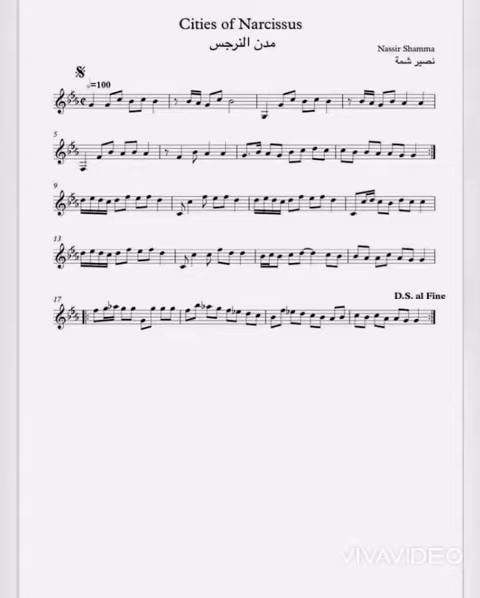 Cities of Narcissus
مدن النرجس
Nassir Shamma
نصير شمة
=100
5
9
13
17
D.S. al Fine
VIVAVIDEO